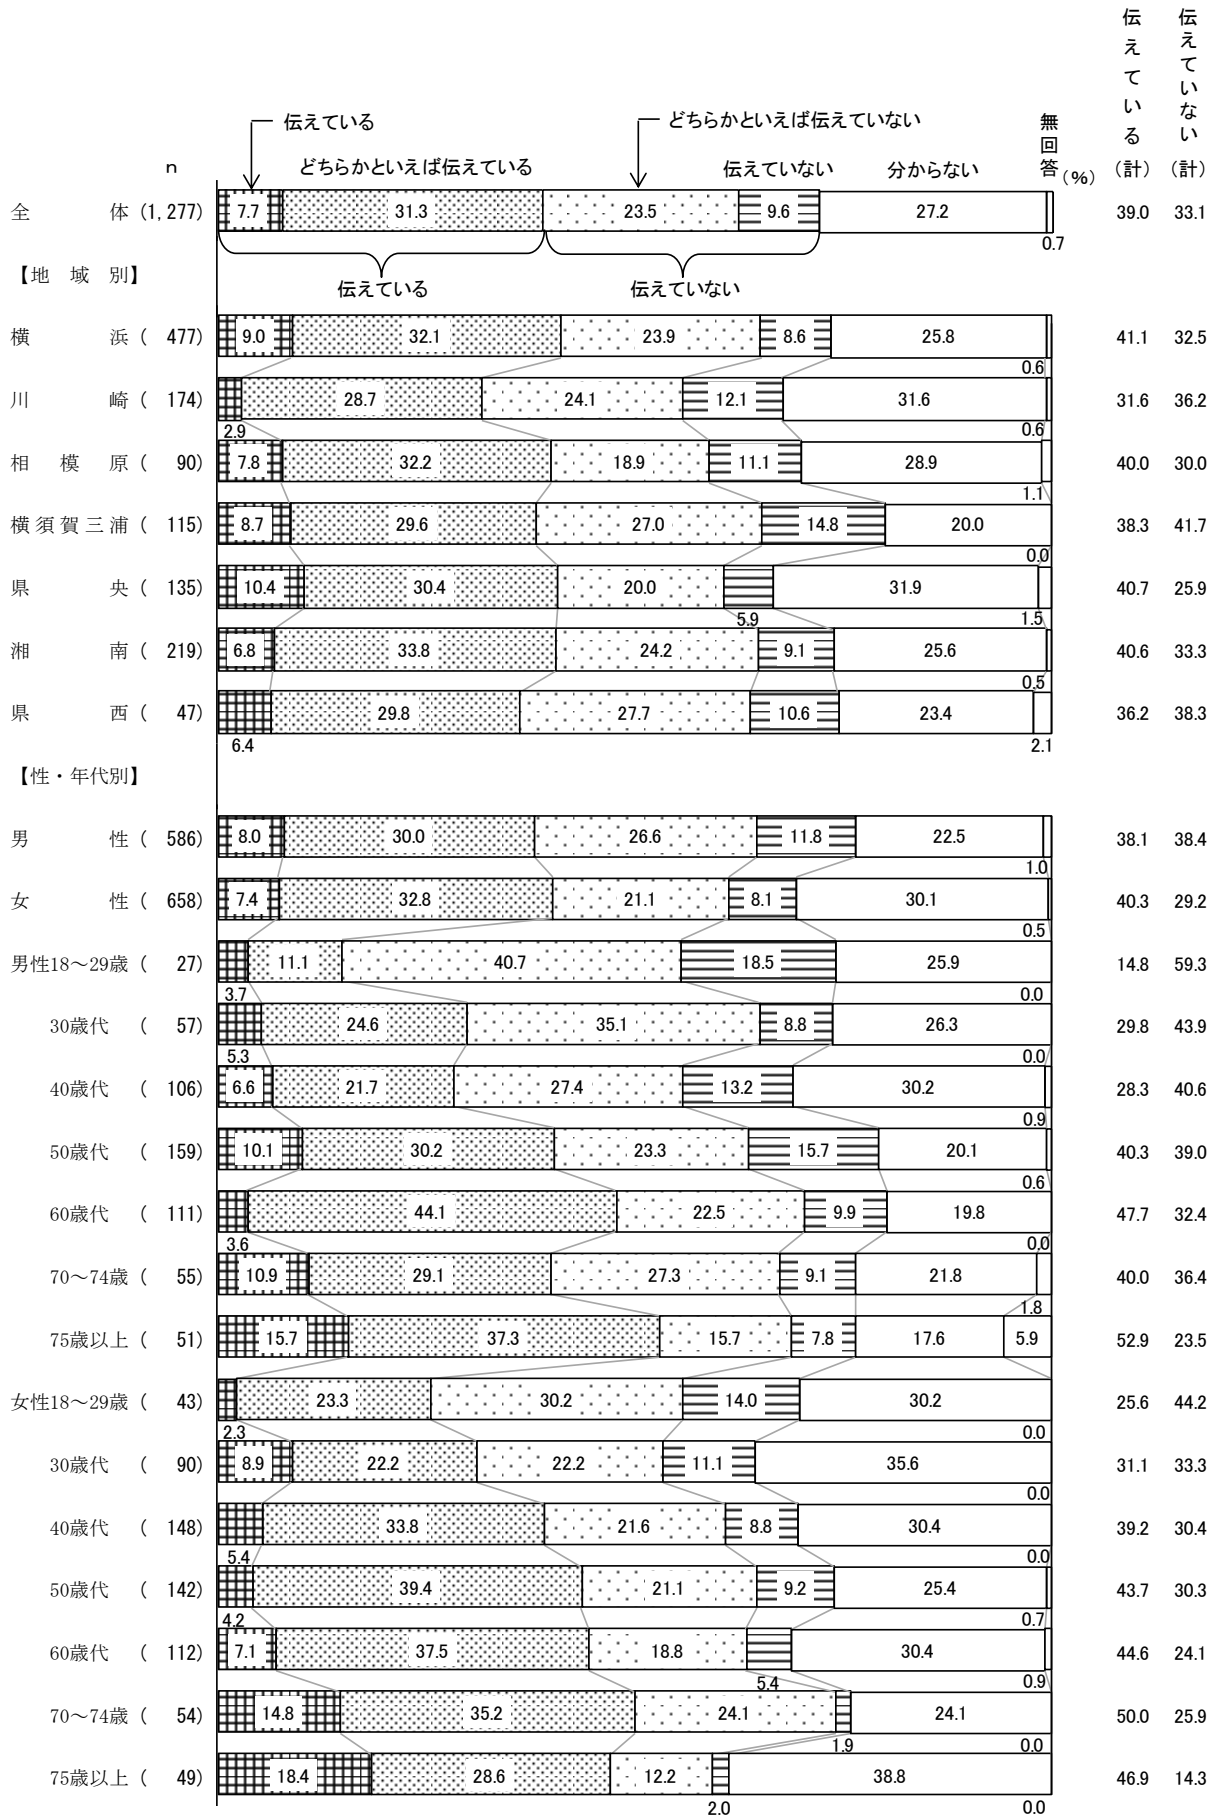 伝えている
伝えていない
伝えている
どちらかといえば伝えていない
無回答
n
どちらかといえば伝えている
伝えていない
分からない
(%)
(計)
(計)
全体 (1,277) 7.7 31.3 23.5 9.6 27.2 39.0 33.1
0.7
【地域別】
伝えている
伝えていない
横浜 ( 477) 9.0 32.1 23.9 8.6 25.8 41.1 32.5
0.6
川崎 ( 174) 28.7 24.1 12.1 31.6 31.6 36.2
2.9 0.6
相模原 ( 90) 7.8 32.2 18.9 11.1 28.9 40.0 30.0
1.1
横須賀三浦 ( 115) 8.7 29.6 27.0 14.8 20.0 38.3 41.7
0.0
県央 ( 135) 10.4 30.4 20.0 31.9 40.7 25.9
5.9 1.5
湘南 ( 219) 6.8 33.8 24.2 9.1 25.6 40.6 33.3
0.5
県西 ( 47) 29.8 27.7 10.6 23.4 36.2 38.3
6.4 2.1
【性・年代別】
男性 ( 586) 8.0 30.0 26.6 11.8 22.5 38.1 38.4
1.0
女性 ( 658) 7.4 32.8 21.1 8.1 30.1 40.3 29.2
0.5
男性18～29歳 ( 27) 11.1 40.7 18.5 25.9 14.8 59.3
3.7 0.0
30歳代 ( 57) 24.6 35.1 8.8 26.3 29.8 43.9
5.3 0.0
40歳代 ( 106) 6.6 21.7 27.4 13.2 30.2 28.3 40.6
0.9
50歳代 ( 159) 10.1 30.2 23.3 15.7 20.1 40.3 39.0
0.6
60歳代 ( 111) 44.1 22.5 9.9 19.8 47.7 32.4
3.6 0.0
70～74歳 ( 55) 10.9 29.1 27.3 9.1 21.8 40.0 36.4
1.8
75歳以上 ( 51) 15.7 37.3 15.7 7.8 17.6 5.9 52.9 23.5
女性18～29歳 ( 43) 23.3 30.2 14.0 30.2 25.6 44.2
2.3 0.0
30歳代 ( 90) 8.9 22.2 22.2 11.1 35.6 31.1 33.3
0.0
40歳代 ( 148) 33.8 21.6 8.8 30.4 39.2 30.4
5.4 0.0
50歳代 ( 142) 39.4 21.1 9.2 25.4 43.7 30.3
4.2 0.7
60歳代 ( 112) 7.1 37.5 18.8 30.4 44.6 24.1
5.4 0.9
70～74歳 ( 54) 14.8 35.2 24.1 24.1 50.0 25.9
1.9 0.0
75歳以上 ( 49) 18.4 28.6 12.2 38.8 46.9 14.3
2.0 0.0